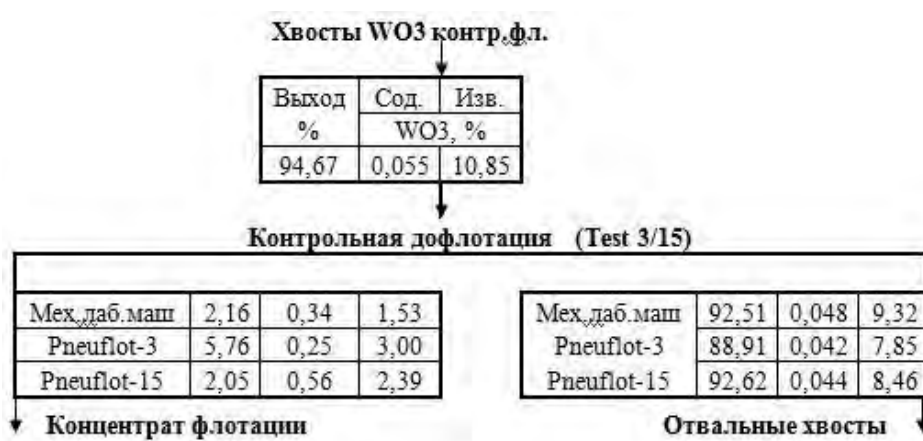 Хвосты WO3 контр.фл.
Выход Сод. Изв.
% WO3, %
94,67 0,055 10,85
Контрольная дофлотация (Test 3/15)
Мех.лаб.маш 2,16 0,34 1,53
Pneuflot-3 5,76 0,25 3,00
Pneuflot-15 2,05 0,56 2,39
Мех.лаб.маш 92,51 0,048 9,32
Pneuflot-3 88,91 0,042 7,85
Pneuflot-15 92,62 0,044 8,46
Концентрат флотации
Отвальные хвосты